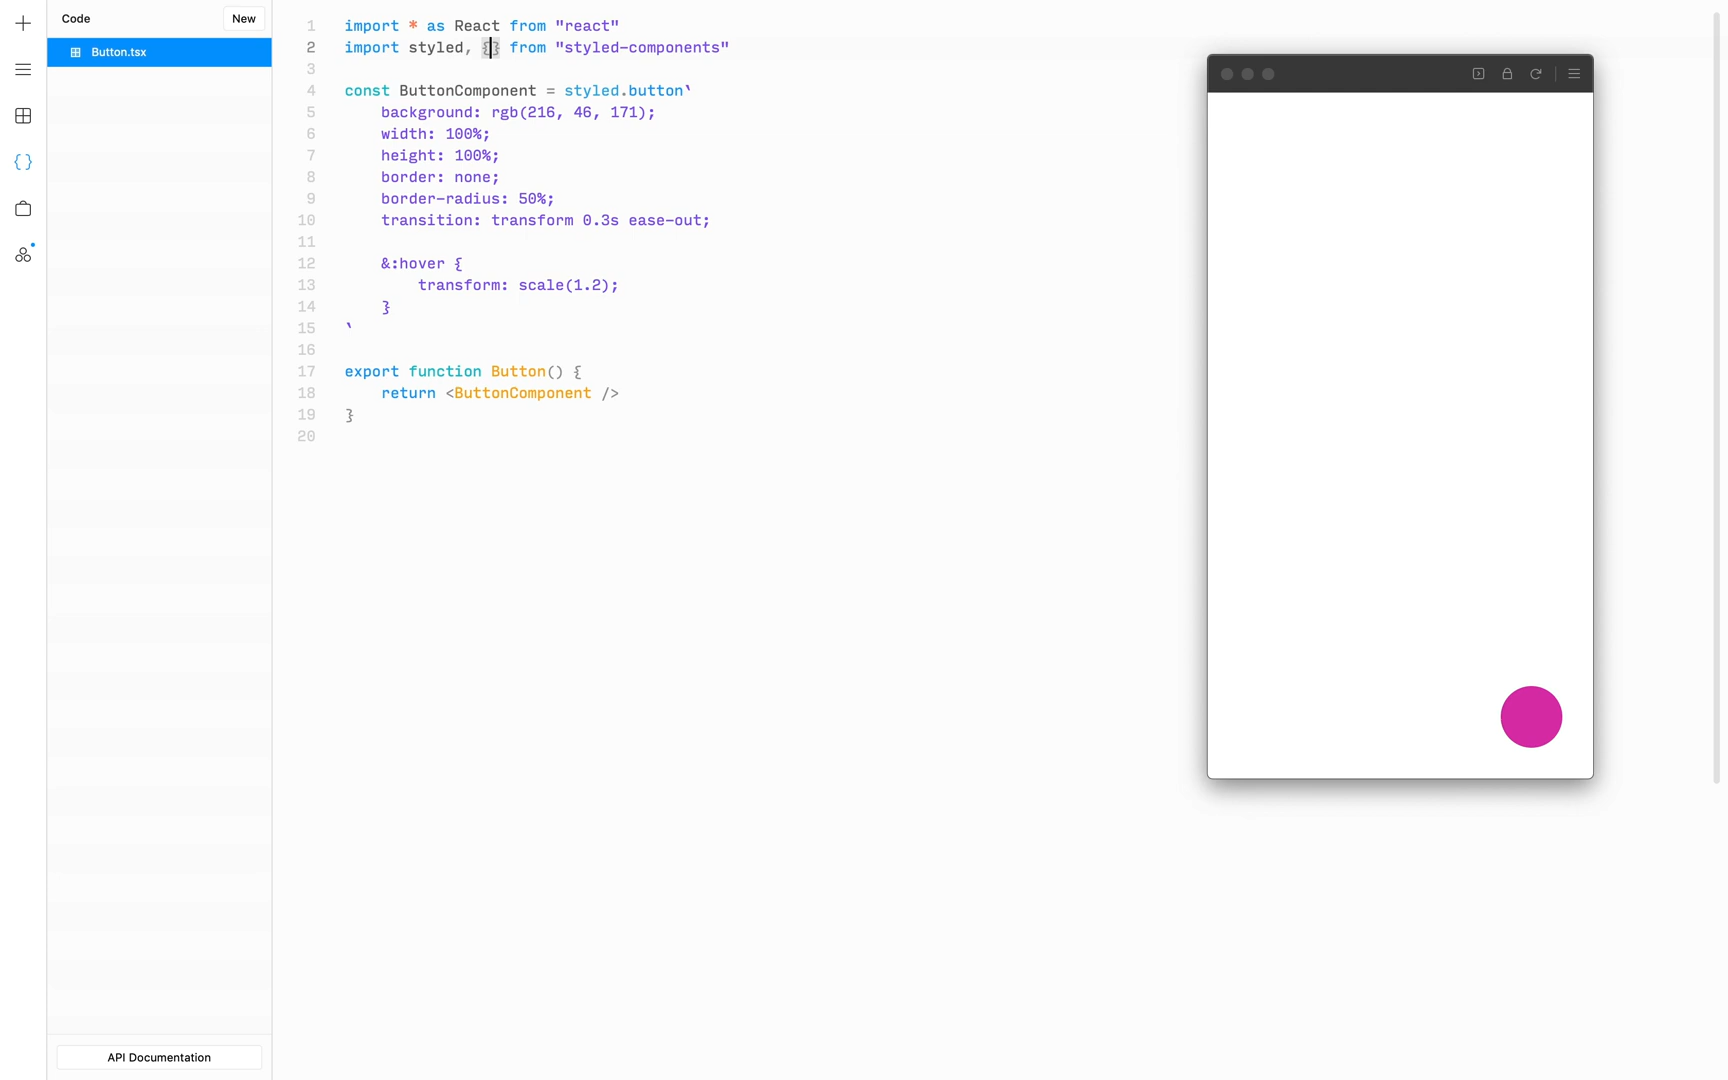 Code
New
Button.tsx
API Documentation
1 import * as React from "react"
2 import styled, {} from "styled-components"
3
4 const ButtonComponent = styled.button`
5     background: rgb(216, 46, 171);
6     width: 100%;
7     height: 100%;
8     border: none;
9     border-radius: 50%;
10     transition: transform 0.3s ease-out;
11
12     &:hover {
13         transform: scale(1.2);
14     }
15 `
16
17 export function Button() {
18     return <ButtonComponent />
19 }
20